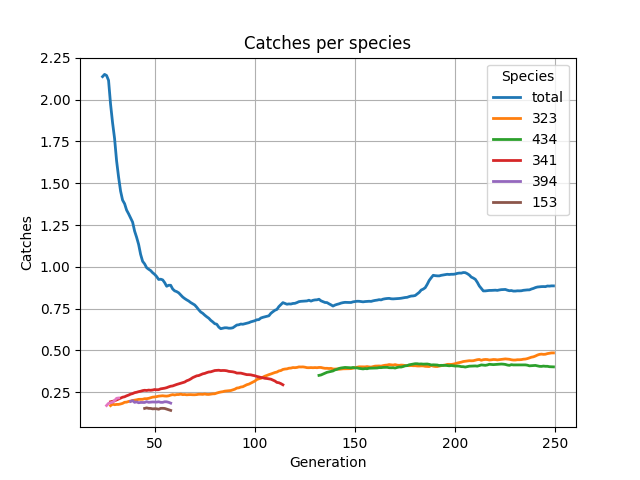 Catches per species
Catches
2.25
2.00
1.75
1.50
1.25
1.00
0.75
0.50
0.25
Species
total
323
434
341
394
153
50 100 150 200 250
Generation